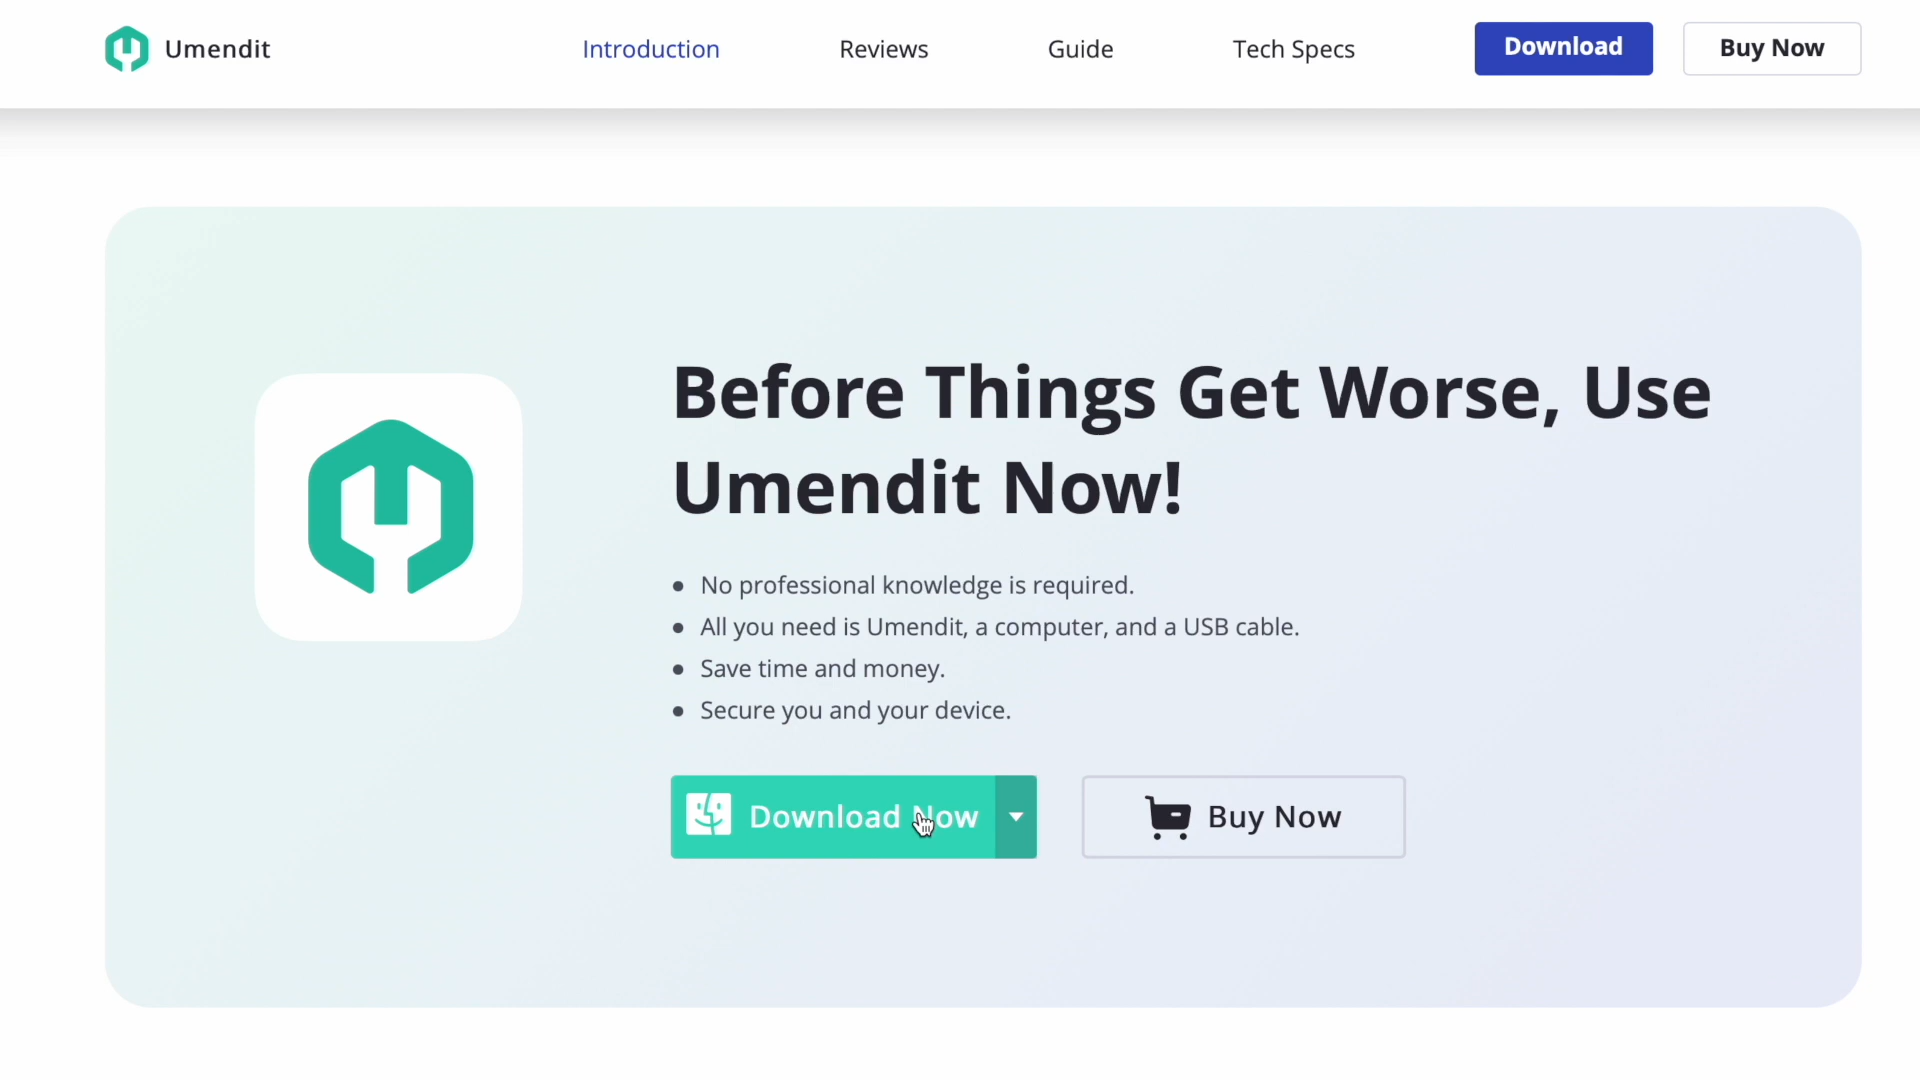 Umendit
Introduction
Reviews
Guide
Tech Specs
Download
Buy Now
Before Things Get Worse, Use
Umendit Now!
No professional knowledge is required.
All you need is Umendit, a computer, and a USB cable.
Save time and money.
Secure you and your device.
Download Now
Buy Now